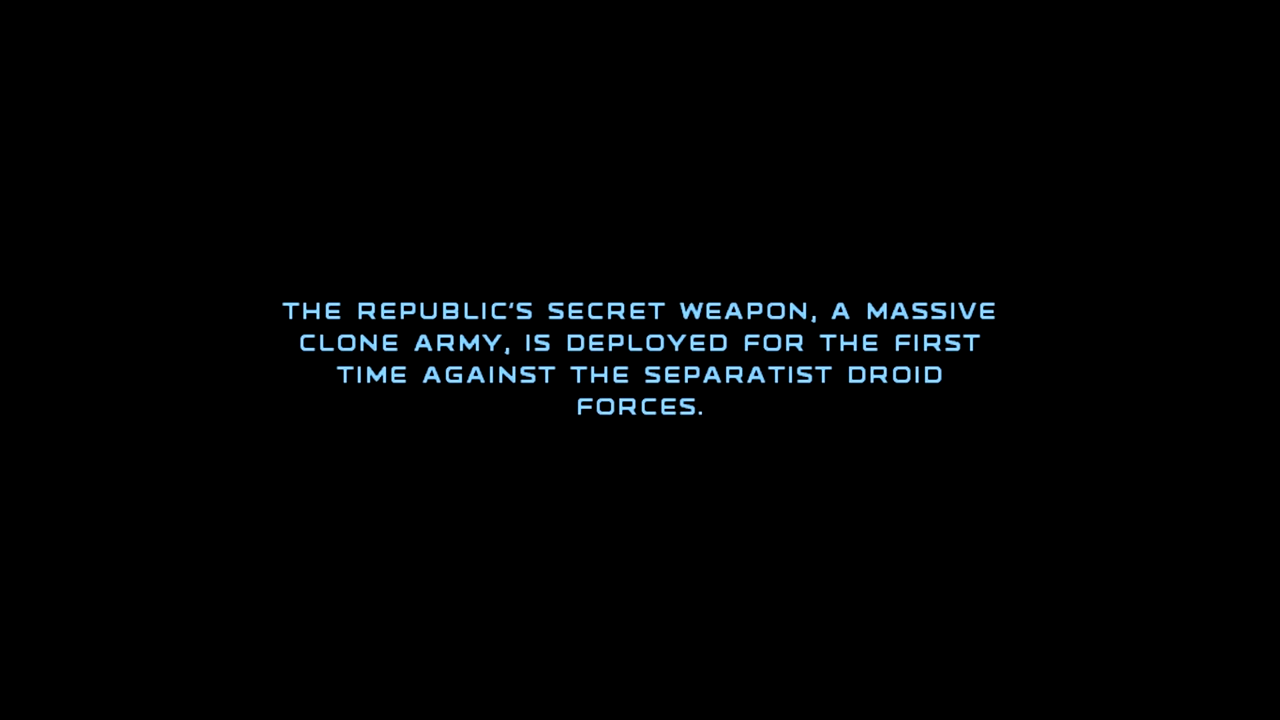 THE REPUBLIC'S SECRET WEAPON, A MASSIVE
CLONE ARMY, IS DEPLOYED FOR THE FIRST
TIME AGAINST THE SEPARATIST DROID
FORCES.